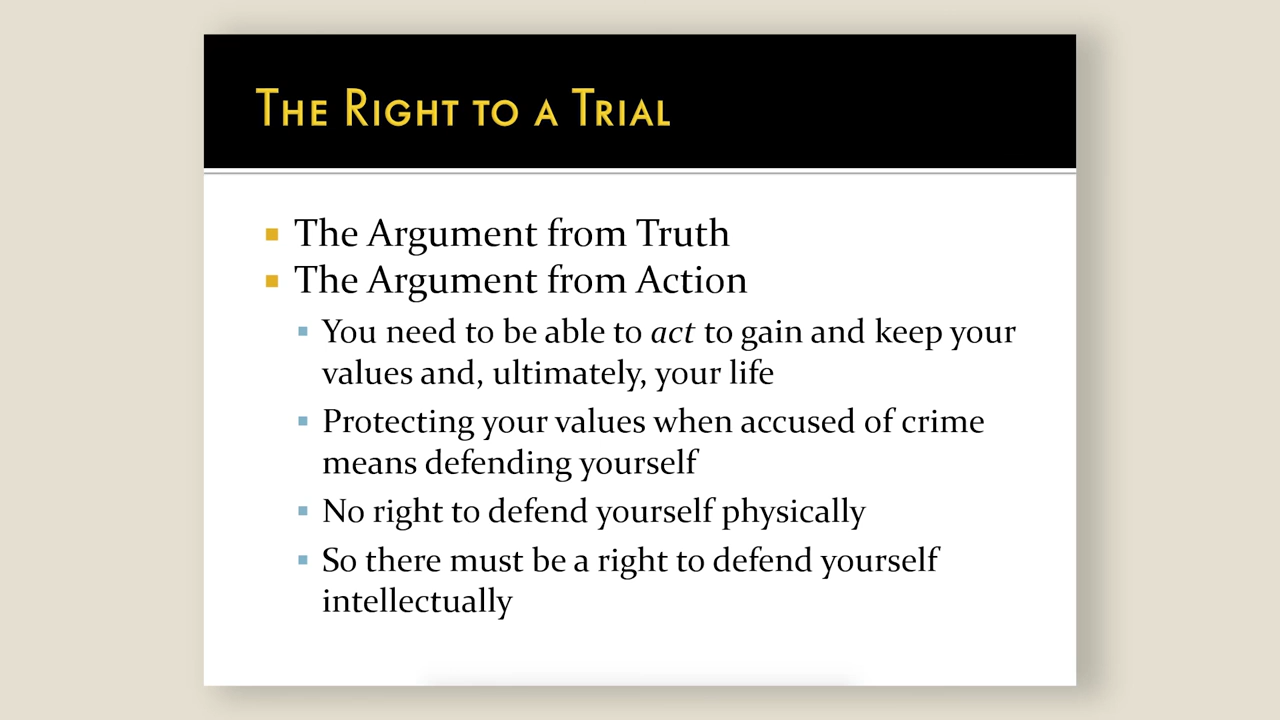 The Right to a Trial
The Argument from Truth
The Argument from Action
You need to be able to act to gain and keep your
values and, ultimately, your life
Protecting your values when accused of crime
means defending yourself
No right to defend yourself physically
So there must be a right to defend yourself
intellectually